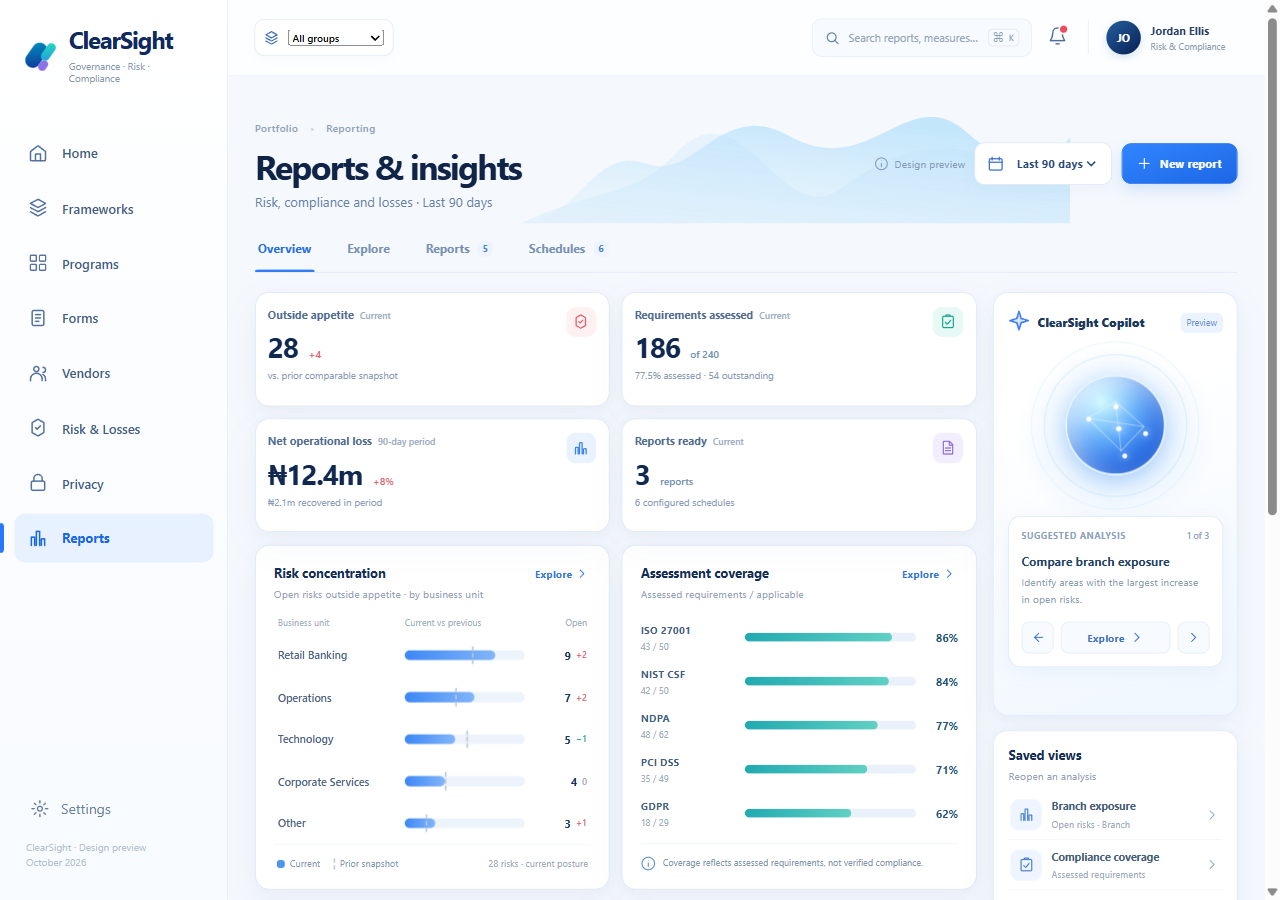 ClearSight
Governance · Risk ·
Compliance
All groups
Search reports, measures...
⌘ K
JO
Jordan Ellis
Risk & Compliance
Home
Frameworks
Programs
Forms
Vendors
Risk & Losses
Privacy
Reports
Settings
ClearSight · Design preview
October 2026
Portfolio › Reporting
Reports & insights
Risk, compliance and losses · Last 90 days
Design preview
Last 90 days
New report
Overview
Explore
Reports 5
Schedules 6
Outside appetite Current
28 +4
vs. prior comparable snapshot
Requirements assessed Current
186 of 240
77.5% assessed · 54 outstanding
Net operational loss 90-day period
₦12.4m +8%
₦2.1m recovered in period
Reports ready Current
3 reports
6 configured schedules
Risk concentration
Explore
Open risks outside appetite · by business unit
Business unit Current vs previous Open
Retail Banking 9 +2
Operations 7 +2
Technology 5 −1
Corporate Services 4 0
Other 3 +1
Current Prior snapshot 28 risks · current posture
Assessment coverage
Explore
Assessed requirements / applicable
ISO 27001
43 / 50
86%
NIST CSF
42 / 50
84%
NDPA
48 / 62
77%
PCI DSS
35 / 49
71%
GDPR
18 / 29
62%
Coverage reflects assessed requirements, not verified compliance.
ClearSight Copilot
Preview
SUGGESTED ANALYSIS 1 of 3
Compare branch exposure
Identify areas with the largest increase
in open risks.
Explore
Saved views
Reopen an analysis
Branch exposure
Open risks · Branch
Compliance coverage
Assessed requirements